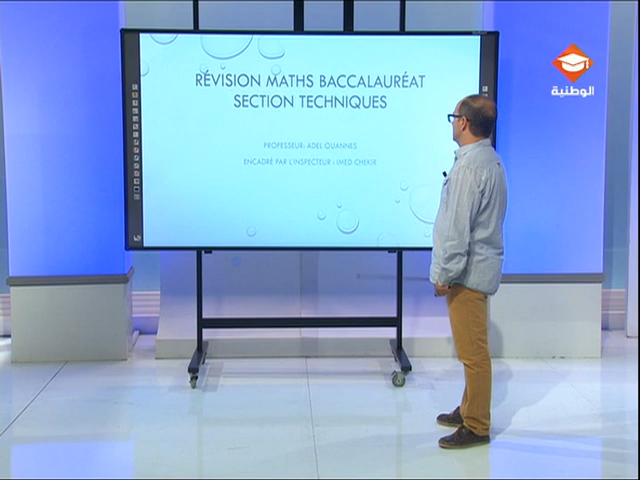 RÉVISION MATHS BACCALAURÉAT
SECTION TECHNIQUES
PROFESSEUR: ADEL OUANNES
ENCADRÉ PAR L'INSPECTEUR : IMED CHEKIR
الوطنية